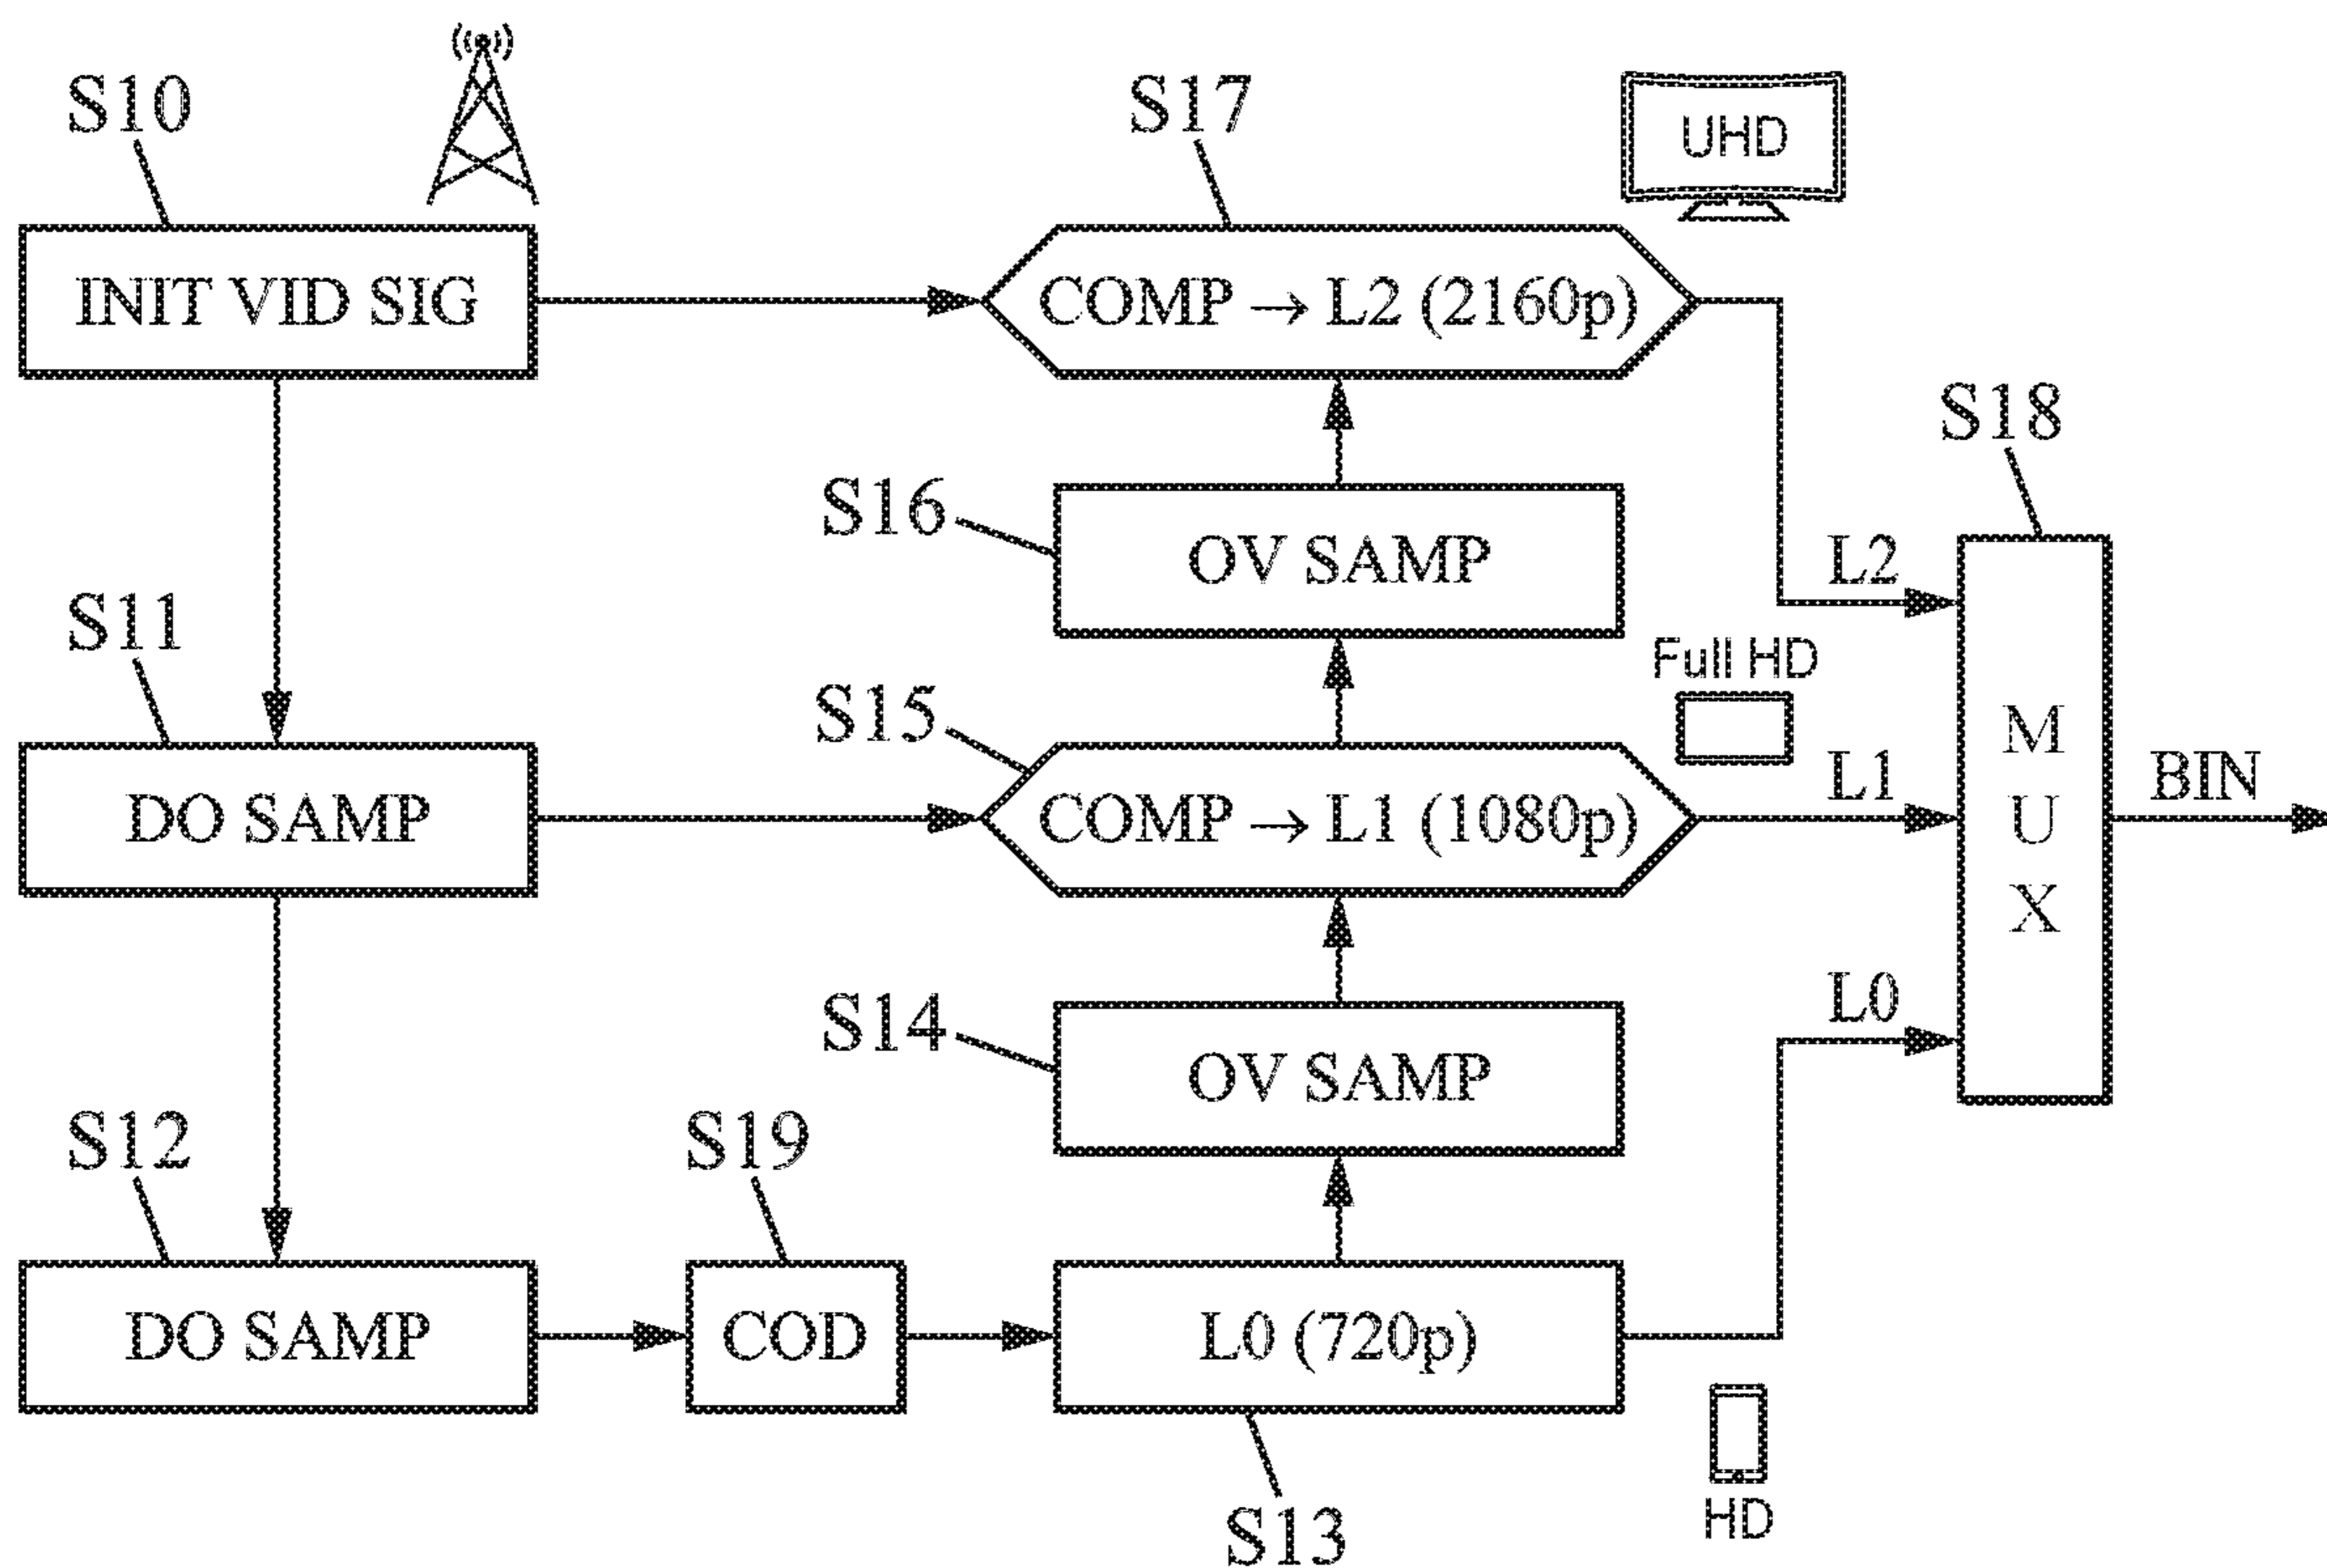 S10
S17
UHD
INIT VID SIG
COMP → L2 (2160p)
S18
S16
OV SAMP
L2
S11
Full HD
S15
DO SAMP
COMP → L1 (1080p)
L1
M
U
X
BIN
S14
OV SAMP
L0
S12
S19
DO SAMP
COD
L0 (720p)
HD
S13